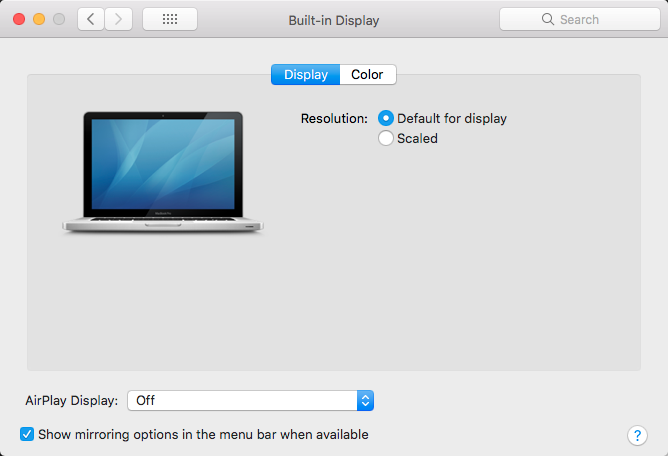 Built-in Display
Search
Display Color
Resolution: Default for display
Scaled
AirPlay Display: Off
Show mirroring options in the menu bar when available
?